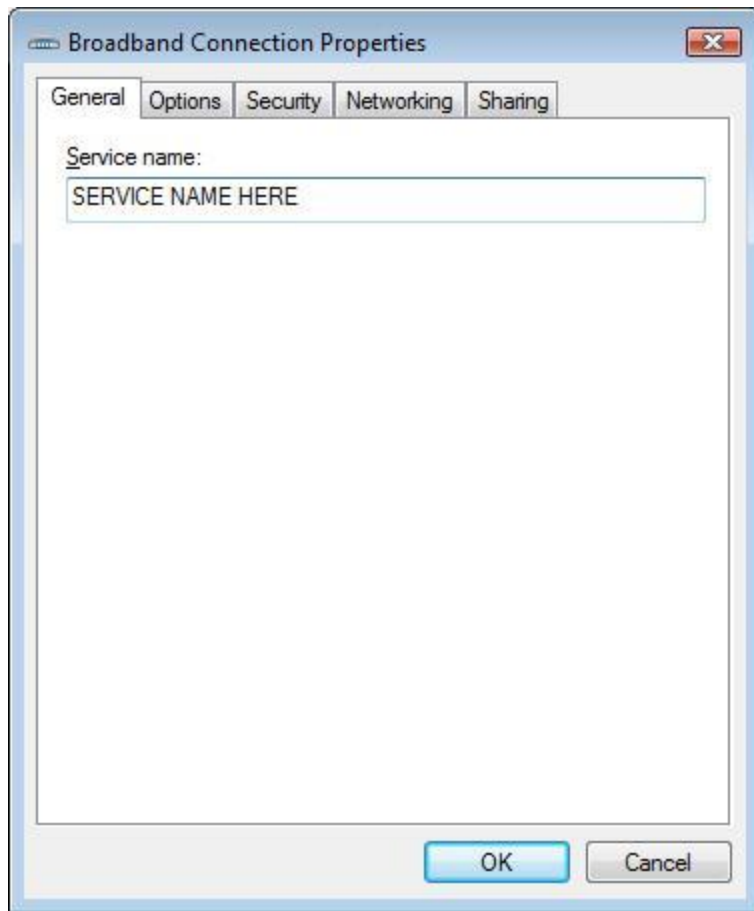 Broadband Connection Properties
General Options Security Networking Sharing
Service name:
SERVICE NAME HERE
OK Cancel